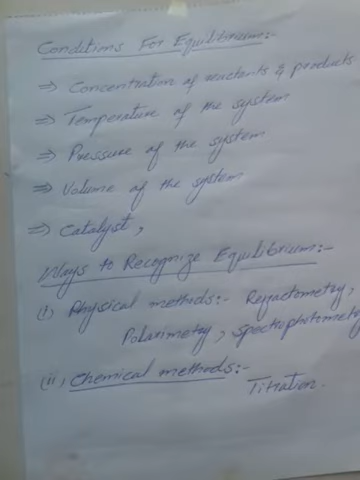 Conditions For Equilibrium:-
⇒ Concentration of reactants & products
⇒ Temperature of the system
⇒ Pressure of the system
⇒ Volume of the system
⇒ Catalyst,
Ways to Recognize Equilibrium:-
(i) Physical methods:- Refractometry,
Polarimetry, Spectrophotometry
(ii), Chemical methods:-
Titration.